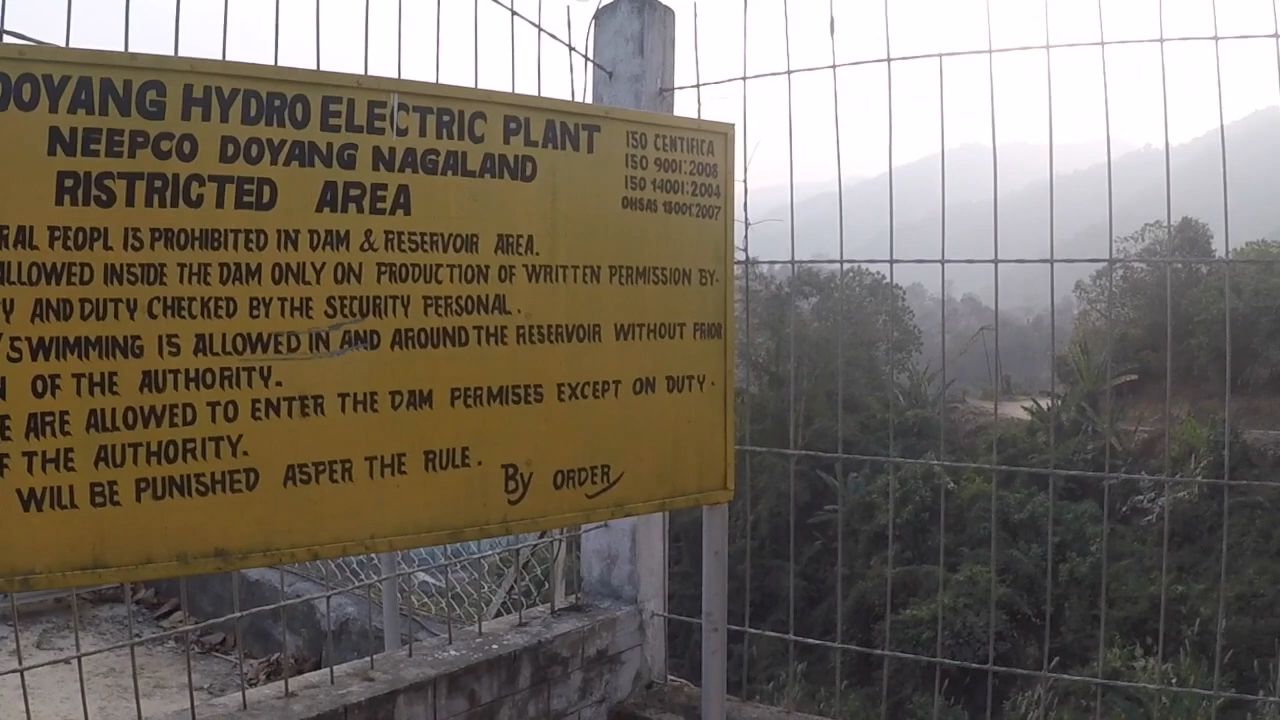 DOYANG HYDRO ELECTRIC PLANT
NEEPCO DOYANG NAGALAND
RISTRICTED AREA
ISO CENTIFICA
ISO 9001:2008
ISO 14001:2004
OHSAS 18001:2007
RAL PEOPL IS PROHIBITED IN DAM & RESERVOIR AREA.
ALLOWED INSIDE THE DAM ONLY ON PRODUCTION OF WRITTEN PERMISSION BY-
Y AND DUTY CHECKED BY THE SECURITY PERSONAL.
SWIMMING IS ALLOWED IN AND AROUND THE RESERVOIR WITHOUT PRIOR
N OF THE AUTHORITY.
E ARE ALLOWED TO ENTER THE DAM PERMISES EXCEPT ON DUTY.
F THE AUTHORITY.
WILL BE PUNISHED ASPER THE RULE.
By ORDER